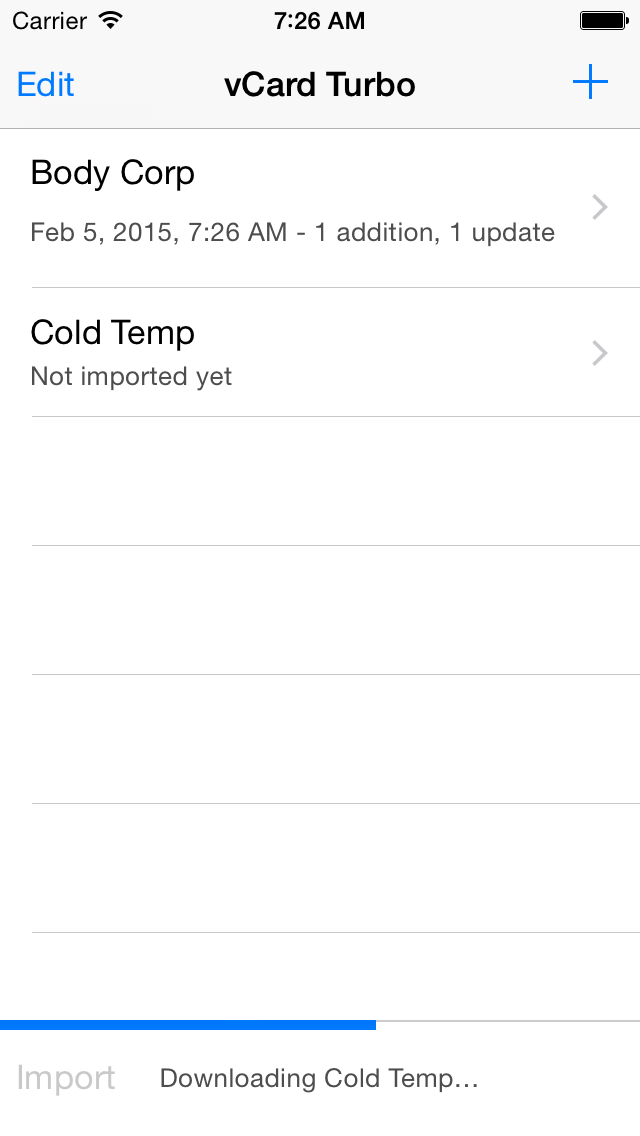 Carrier 7:26 AM
Edit vCard Turbo +
Body Corp
Feb 5, 2015, 7:26 AM - 1 addition, 1 update
Cold Temp
Not imported yet
Import Downloading Cold Temp...